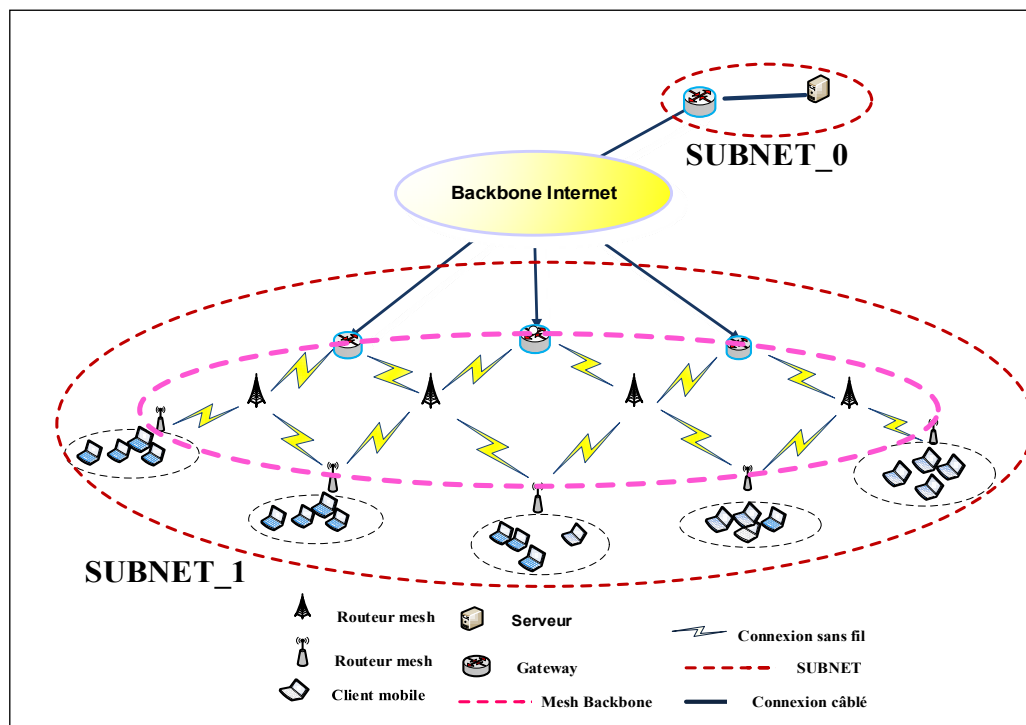 SUBNET_0
Backbone Internet
SUBNET_1
Routeur mesh
Serveur
Connexion sans fil
Routeur mesh
Gateway
SUBNET
Client mobile
Mesh Backbone
Connexion câblé